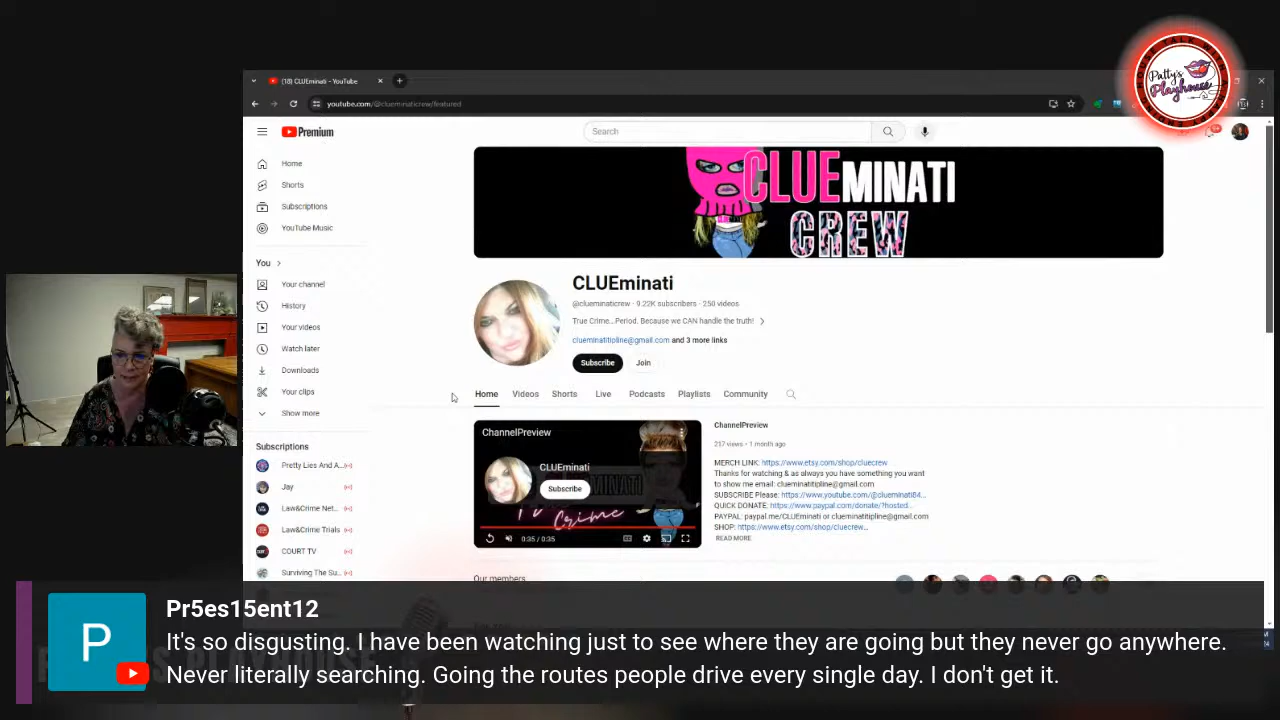 Patty's
Playhouse
(18) CLUEminati - YouTube
youtube.com/@clueminaticrew/featured
Premium
Search
Home
Shorts
Subscriptions
YouTube Music
You
Your channel
History
Your videos
Watch later
Downloads
Your clips
Show more
Subscriptions
Pretty Lies And A...
Jay
Law&Crime Net...
Law&Crime Trials
COURT TV
Surviving The Su...
CLUEMINATI
CREW
CLUEminati
@clueminaticrew · 9.22K subscribers · 250 videos
True Crime...Period. Because we CAN handle the truth!
clueminatitipline@gmail.com and 3 more links
Subscribe Join
Home Videos Shorts Live Podcasts Playlists Community
ChannelPreview
CLUEminati
Subscribe
True Crime
0:35 / 0:35
ChannelPreview
217 views · 1 month ago
MERCH LINK: https://www.etsy.com/shop/cluecrew
Thanks for watching & as always you have something you want
to show me email: clueminatitipline@gmail.com
SUBSCRIBE Please: https://www.youtube.com/@clueminati84...
QUICK DONATE: https://www.paypal.com/donate/?hosted...
PAYPAL: paypal.me/CLUEminati or clueminatitipline@gmail.com
SHOP: https://www.etsy.com/shop/cluecrew...
READ MORE
Our members
P
Pr5es15ent12
It's so disgusting. I have been watching just to see where they are going but they never go anywhere.
Never literally searching. Going the routes people drive every single day. I don't get it.